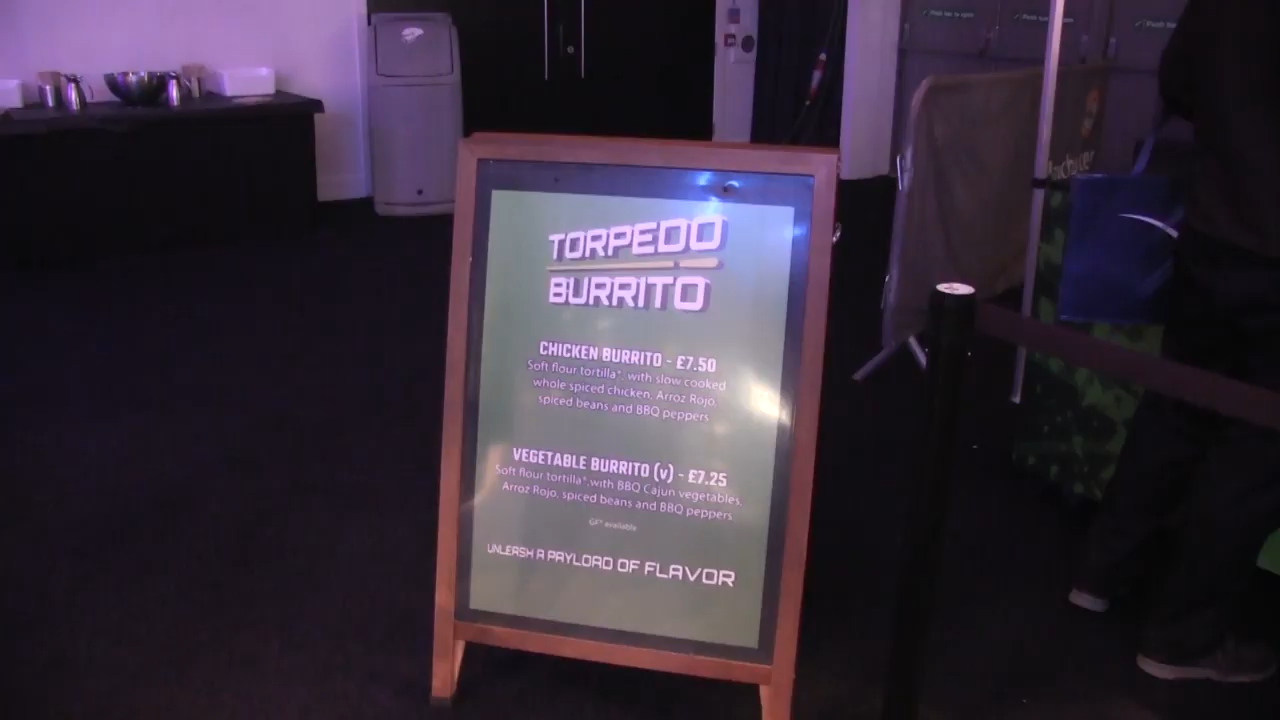 TORPEDO
BURRITO
CHICKEN BURRITO - £7.50
Soft flour tortilla*, with slow cooked
whole spiced chicken, Arroz Rojo,
spiced beans and BBQ peppers
VEGETABLE BURRITO (v) - £7.25
Soft flour tortilla*,with BBQ Cajun vegetables,
Arroz Rojo, spiced beans and BBQ peppers
GF* available
UNLEASH A PAYLOAD OF FLAVOR